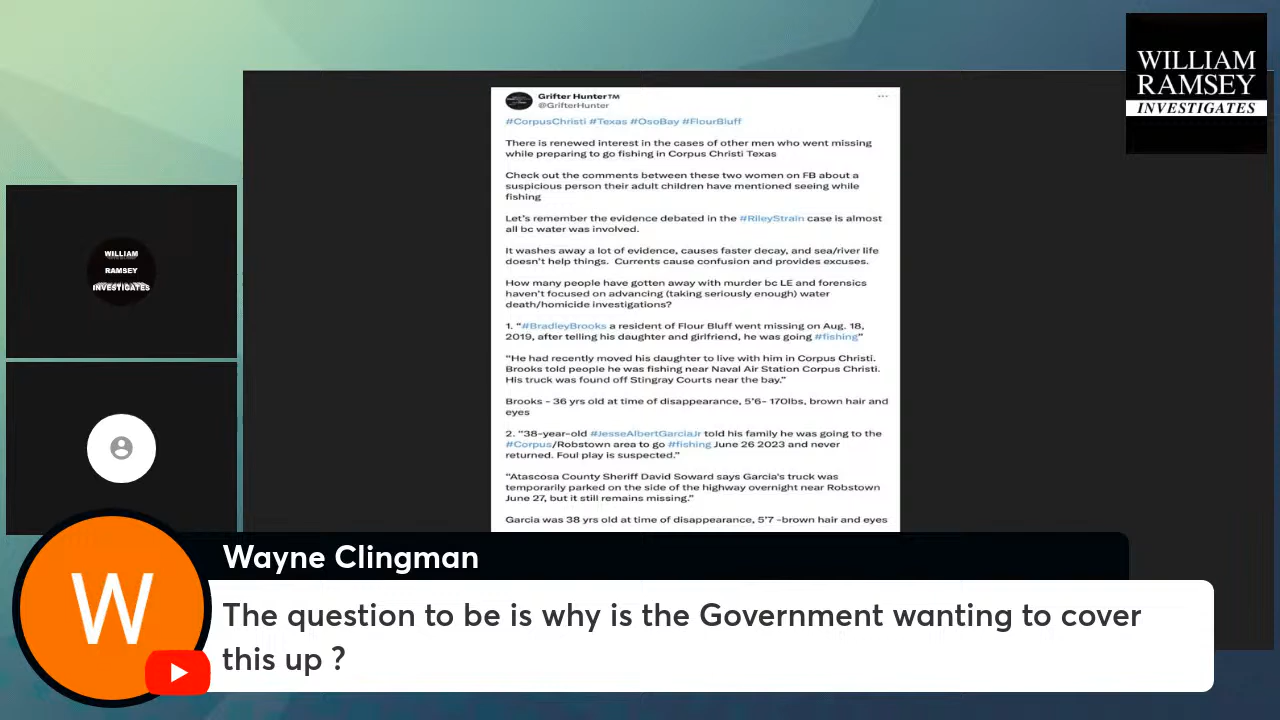 WILLIAM
RAMSEY
INVESTIGATES
Grifter Hunter™
@GrifterHunter
#CorpusChristi #Texas #OsoBay #FlourBluff
There is renewed interest in the cases of other men who went missing
while preparing to go fishing in Corpus Christi Texas
Check out the comments between these two women on FB about a
suspicious person their adult children have mentioned seeing while
fishing
Let's remember the evidence debated in the #RileyStrain case is almost
all bc water was involved.
It washes away a lot of evidence, causes faster decay, and sea/river life
doesn't help things. Currents cause confusion and provides excuses.
How many people have gotten away with murder bc LE and forensics
haven't focused on advancing (taking seriously enough) water
death/homicide investigations?
1. "#BradleyBrooks a resident of Flour Bluff went missing on Aug. 18,
2019, after telling his daughter and girlfriend, he was going #fishing"
"He had recently moved his daughter to live with him in Corpus Christi.
Brooks told people he was fishing near Naval Air Station Corpus Christi.
His truck was found off Stingray Courts near the bay."
Brooks - 36 yrs old at time of disappearance, 5'6- 170lbs, brown hair and
eyes
2. "38-year-old #JesseAlbertGarciaJr told his family he was going to the
#Corpus/Robstown area to go #fishing June 26 2023 and never
returned. Foul play is suspected."
"Atascosa County Sheriff David Soward says Garcia's truck was
temporarily parked on the side of the highway overnight near Robstown
June 27, but it still remains missing."
Garcia was 38 yrs old at time of disappearance, 5'7 -brown hair and eyes
WILLIAM
RAMSEY
INVESTIGATES
W
Wayne Clingman
The question to be is why is the Government wanting to cover
this up ?